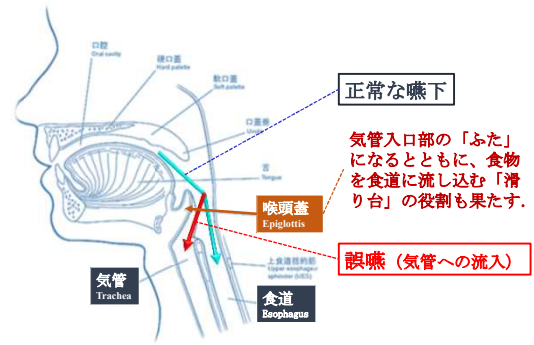 口腔
Oral cavity
硬口蓋
Hard palate
軟口蓋
Soft palate
口蓋垂
Uvula
舌
Tongue
正常な嚥下
気管入口部の「ふた」
になるとともに、食物
を食道に流し込む「滑
り台」の役割も果たす.
喉頭蓋
Epiglottis
誤嚥（気管への流入）
上食道括約筋
Upper esophageal
sphincter (UES)
気管
Trachea
食道
Esophagus